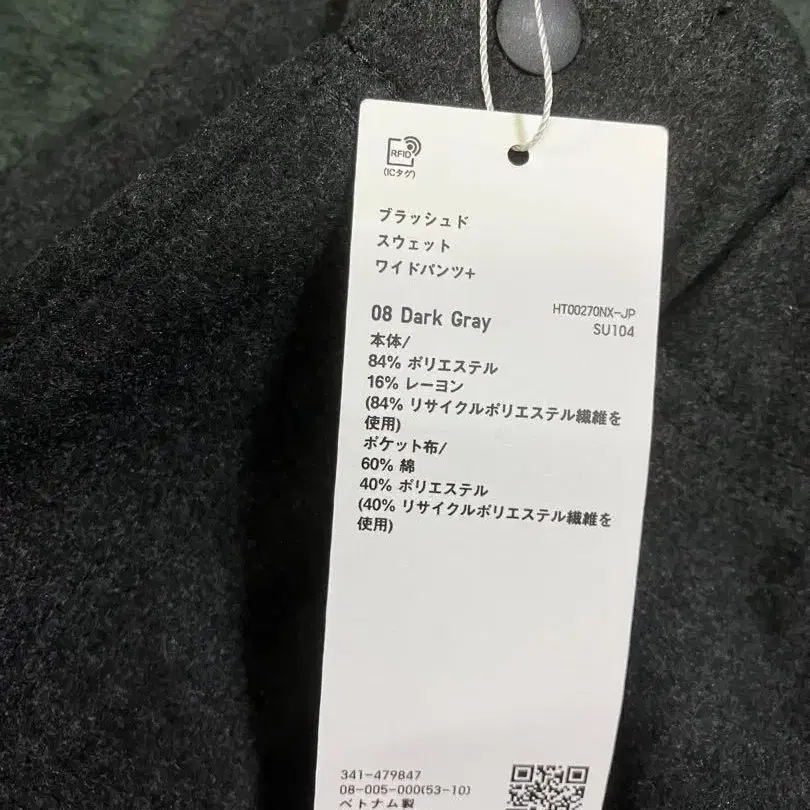 RFID
(ICタグ)
ブラッシュド
スウェット
ワイドパンツ+
08 Dark Gray
HT00270NX-JP
SU104
本体/
84% ポリエステル
16% レーヨン
(84% リサイクルポリエステル繊維を
使用)
ポケット布/
60% 綿
40% ポリエステル
(40% リサイクルポリエステル繊維を
使用)
341-479847
08-005-000(53-10)
ベトナム製